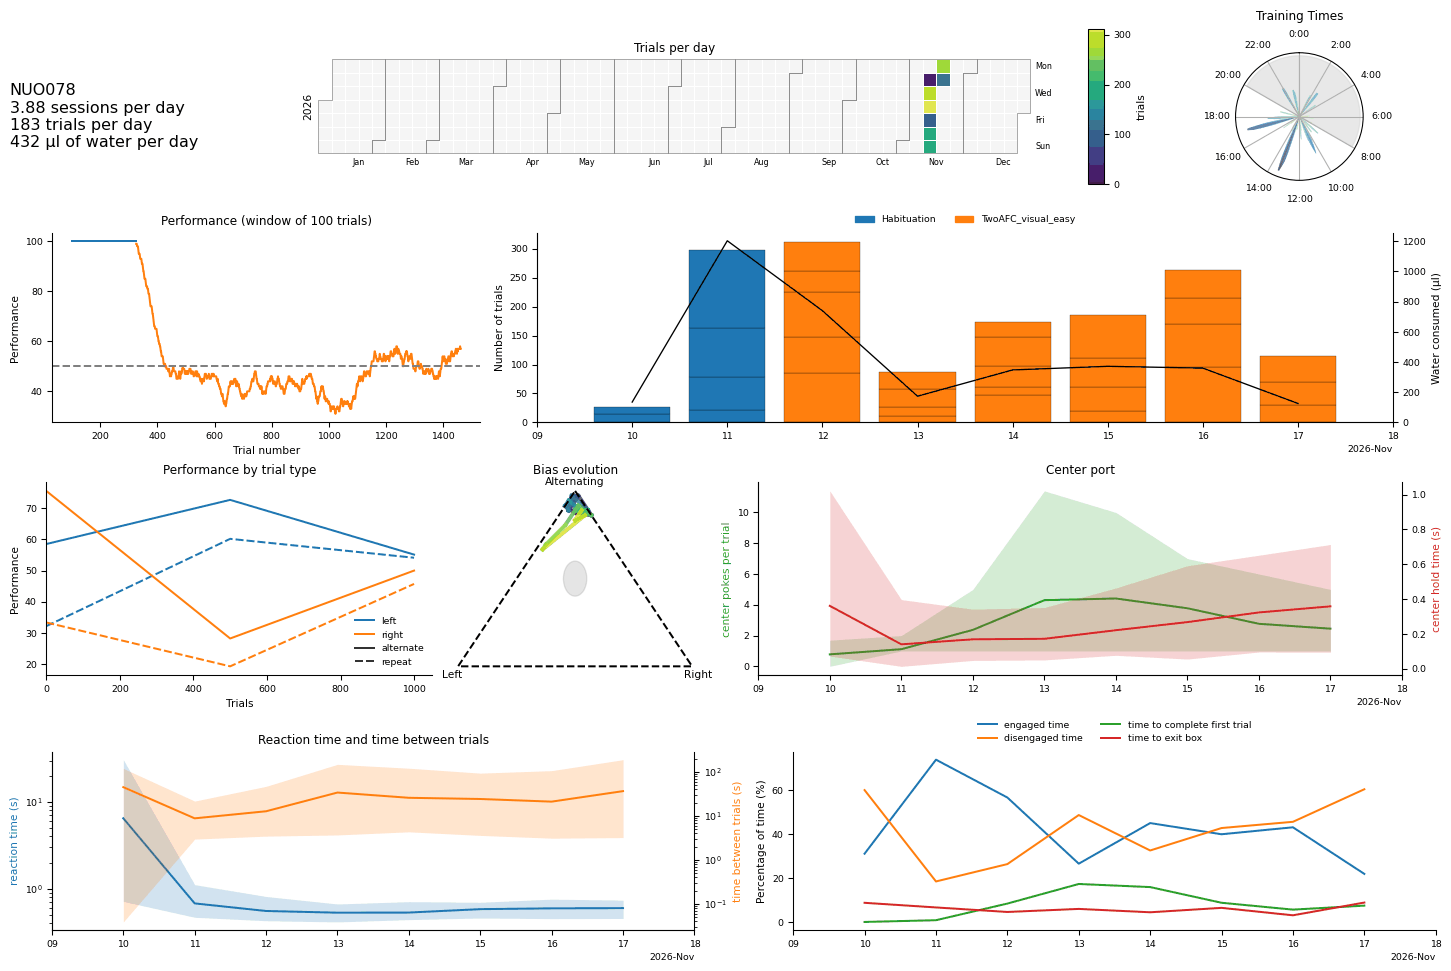 NUO078
3.88 sessions per day
183 trials per day
432 µl of water per day
Trials per day
2026
Mon
Wed
Fri
Sun
Jan Feb Mar Apr May Jun Jul Aug Sep Oct Nov Dec
300
200
100
0
trials
Training Times
0:00
2:00
4:00
6:00
8:00
10:00
12:00
14:00
16:00
18:00
20:00
22:00
Performance (window of 100 trials)
Performance
100
80
60
40
200 400 600 800 1000 1200 1400
Trial number
Habituation TwoAFC_visual_easy
Number of trials
300
250
200
150
100
50
0
09 10 11 12 13 14 15 16 17 18
2026-Nov
1200
1000
800
600
400
200
0
Water consumed (µl)
Performance by trial type
Performance
70
60
50
40
30
20
0 200 400 600 800 1000
Trials
left
right
alternate
repeat
Bias evolution
Alternating
Left Right
Center port
center pokes per trial
10
8
6
4
2
0
09 10 11 12 13 14 15 16 17 18
2026-Nov
1.0
0.8
0.6
0.4
0.2
0.0
center hold time (s)
Reaction time and time between trials
reaction time (s)
10¹
10⁰
09 10 11 12 13 14 15 16 17 18
2026-Nov
10²
10¹
10⁰
10⁻¹
time between trials (s)
engaged time time to complete first trial
disengaged time time to exit box
Percentage of time (%)
60
40
20
0
09 10 11 12 13 14 15 16 17 18
2026-Nov